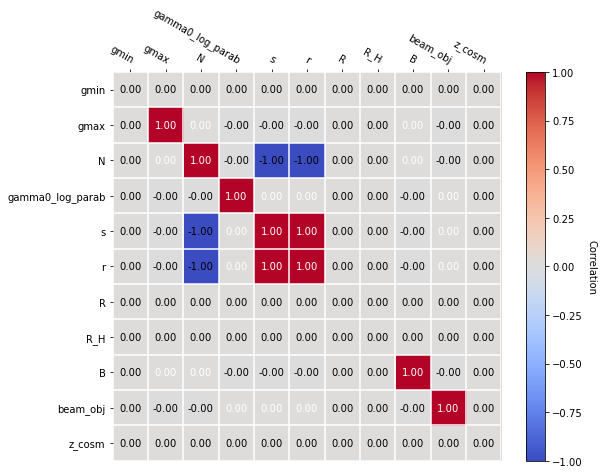 gmin gmax N gamma0_log_parab s r R R_H B beam_obj z_cosm
gmin 0.00 0.00 0.00 0.00 0.00 0.00 0.00 0.00 0.00 0.00 0.00
gmax 0.00 1.00 0.00 -0.00 -0.00 -0.00 0.00 0.00 0.00 -0.00 0.00
N 0.00 0.00 1.00 -0.00 -1.00 -1.00 0.00 0.00 0.00 -0.00 0.00
gamma0_log_parab 0.00 -0.00 -0.00 1.00 0.00 0.00 0.00 0.00 -0.00 0.00 0.00
s 0.00 -0.00 -1.00 0.00 1.00 1.00 0.00 0.00 -0.00 0.00 0.00
r 0.00 -0.00 -1.00 0.00 1.00 1.00 0.00 0.00 -0.00 0.00 0.00
R 0.00 0.00 0.00 0.00 0.00 0.00 0.00 0.00 0.00 0.00 0.00
R_H 0.00 0.00 0.00 0.00 0.00 0.00 0.00 0.00 0.00 0.00 0.00
B 0.00 0.00 0.00 -0.00 -0.00 -0.00 0.00 0.00 1.00 -0.00 0.00
beam_obj 0.00 -0.00 -0.00 0.00 0.00 0.00 0.00 0.00 -0.00 1.00 0.00
z_cosm 0.00 0.00 0.00 0.00 0.00 0.00 0.00 0.00 0.00 0.00 0.00
1.00
0.75
0.50
0.25
0.00
−0.25
−0.50
−0.75
−1.00
Correlation